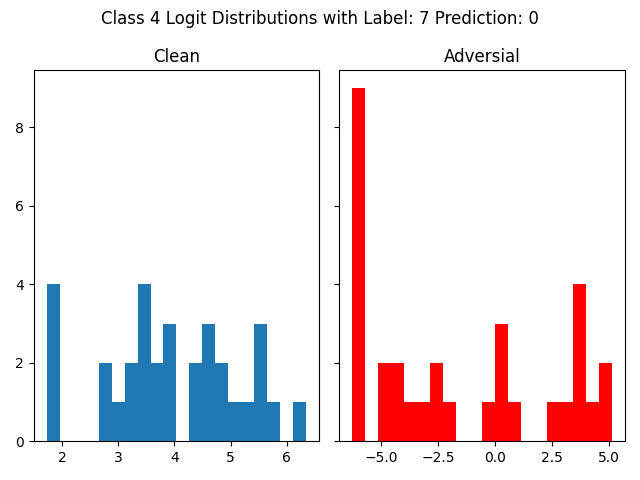 Class 4 Logit Distributions with Label: 7 Prediction: 0
Clean
Adversial
8
6
4
2
0
2 3 4 5 6
−5.0 −2.5 0.0 2.5 5.0